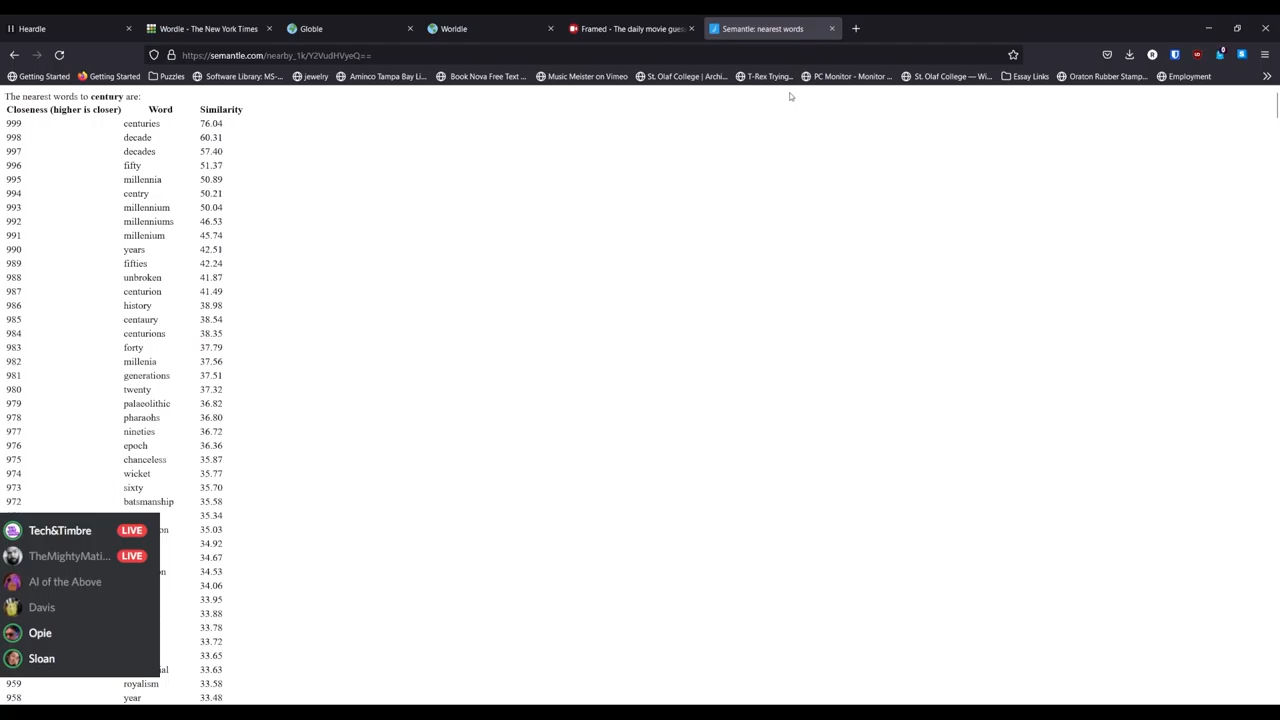 Heardle
Wordle - The New York Times
Globle
Worldle
Framed - The daily movie gues
Semantle: nearest words
https://semantle.com/nearby_1k/Y2VudHVyeQ==
Getting Started
Getting Started
Puzzles
Software Library: MS-...
jewelry
Aminco Tampa Bay Li...
Book Nova Free Text ...
Music Meister on Vimeo
St. Olaf College | Archi...
T-Rex Trying...
PC Monitor - Monitor ...
St. Olaf College — Wi...
Essay Links
Oraton Rubber Stamp...
Employment
The nearest words to century are:
Closeness (higher is closer) Word Similarity
999 centuries 76.04
998 decade 60.31
997 decades 57.40
996 fifty 51.37
995 millennia 50.89
994 centry 50.21
993 millennium 50.04
992 millenniums 46.53
991 millenium 45.74
990 years 42.51
989 fifties 42.24
988 unbroken 41.87
987 centurion 41.49
986 history 38.98
985 centaury 38.54
984 centurions 38.35
983 forty 37.79
982 millenia 37.56
981 generations 37.51
980 twenty 37.32
979 palaeolithic 36.82
978 pharaohs 36.80
977 nineties 36.72
976 epoch 36.36
975 chanceless 35.87
974 wicket 35.77
973 sixty 35.70
972 batsmanship 35.58
35.34
on 35.03
34.92
34.67
on 34.53
34.06
33.95
33.88
33.78
33.72
33.65
ial 33.63
959 royalism 33.58
958 year 33.48
Tech&Timbre LIVE
TheMightyMati... LIVE
Al of the Above
Davis
Opie
Sloan